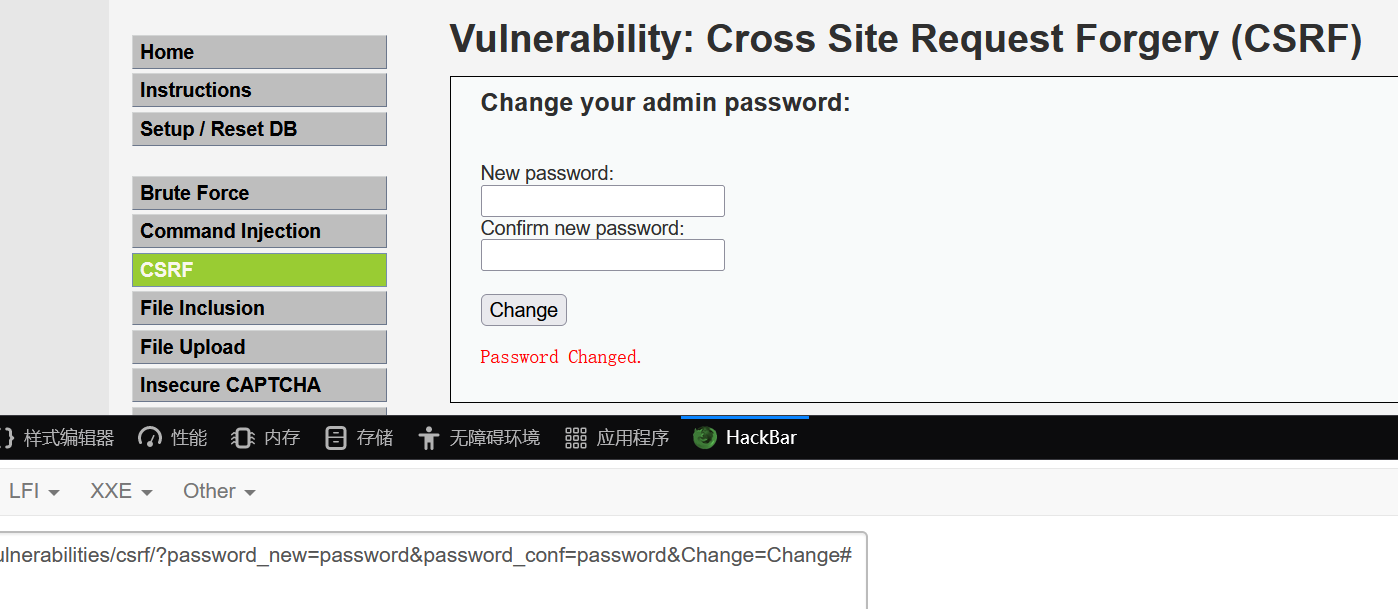 Vulnerability: Cross Site Request Forgery (CSRF)
Home
Instructions
Setup / Reset DB
Brute Force
Command Injection
CSRF
File Inclusion
File Upload
Insecure CAPTCHA
Change your admin password:
New password:
Confirm new password:
Change
Password Changed.
样式编辑器 性能 内存 存储 无障碍环境 应用程序 HackBar
LFI XXE Other
ulnerabilities/csrf/?password_new=password&password_conf=password&Change=Change#